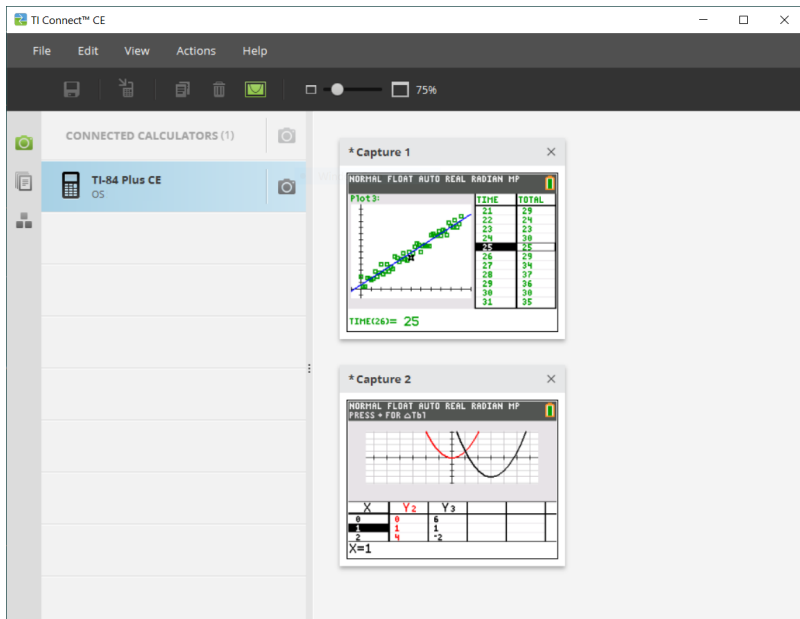 TI Connect™ CE
File Edit View Actions Help
75%
CONNECTED CALCULATORS (1)
TI-84 Plus CE
OS
*Capture 1
NORMAL FLOAT AUTO REAL RADIAN MP
Plot3:
TIME TOTAL
21 29
22 24
23 23
24 30
25 25
26 29
27 34
28 37
29 36
30 30
31 35
TIME(26)= 25
*Capture 2
NORMAL FLOAT AUTO REAL RADIAN MP
PRESS + FOR △Tbl
X Y2 Y3
0 0 6
1 1 1
2 4 -2
X=1